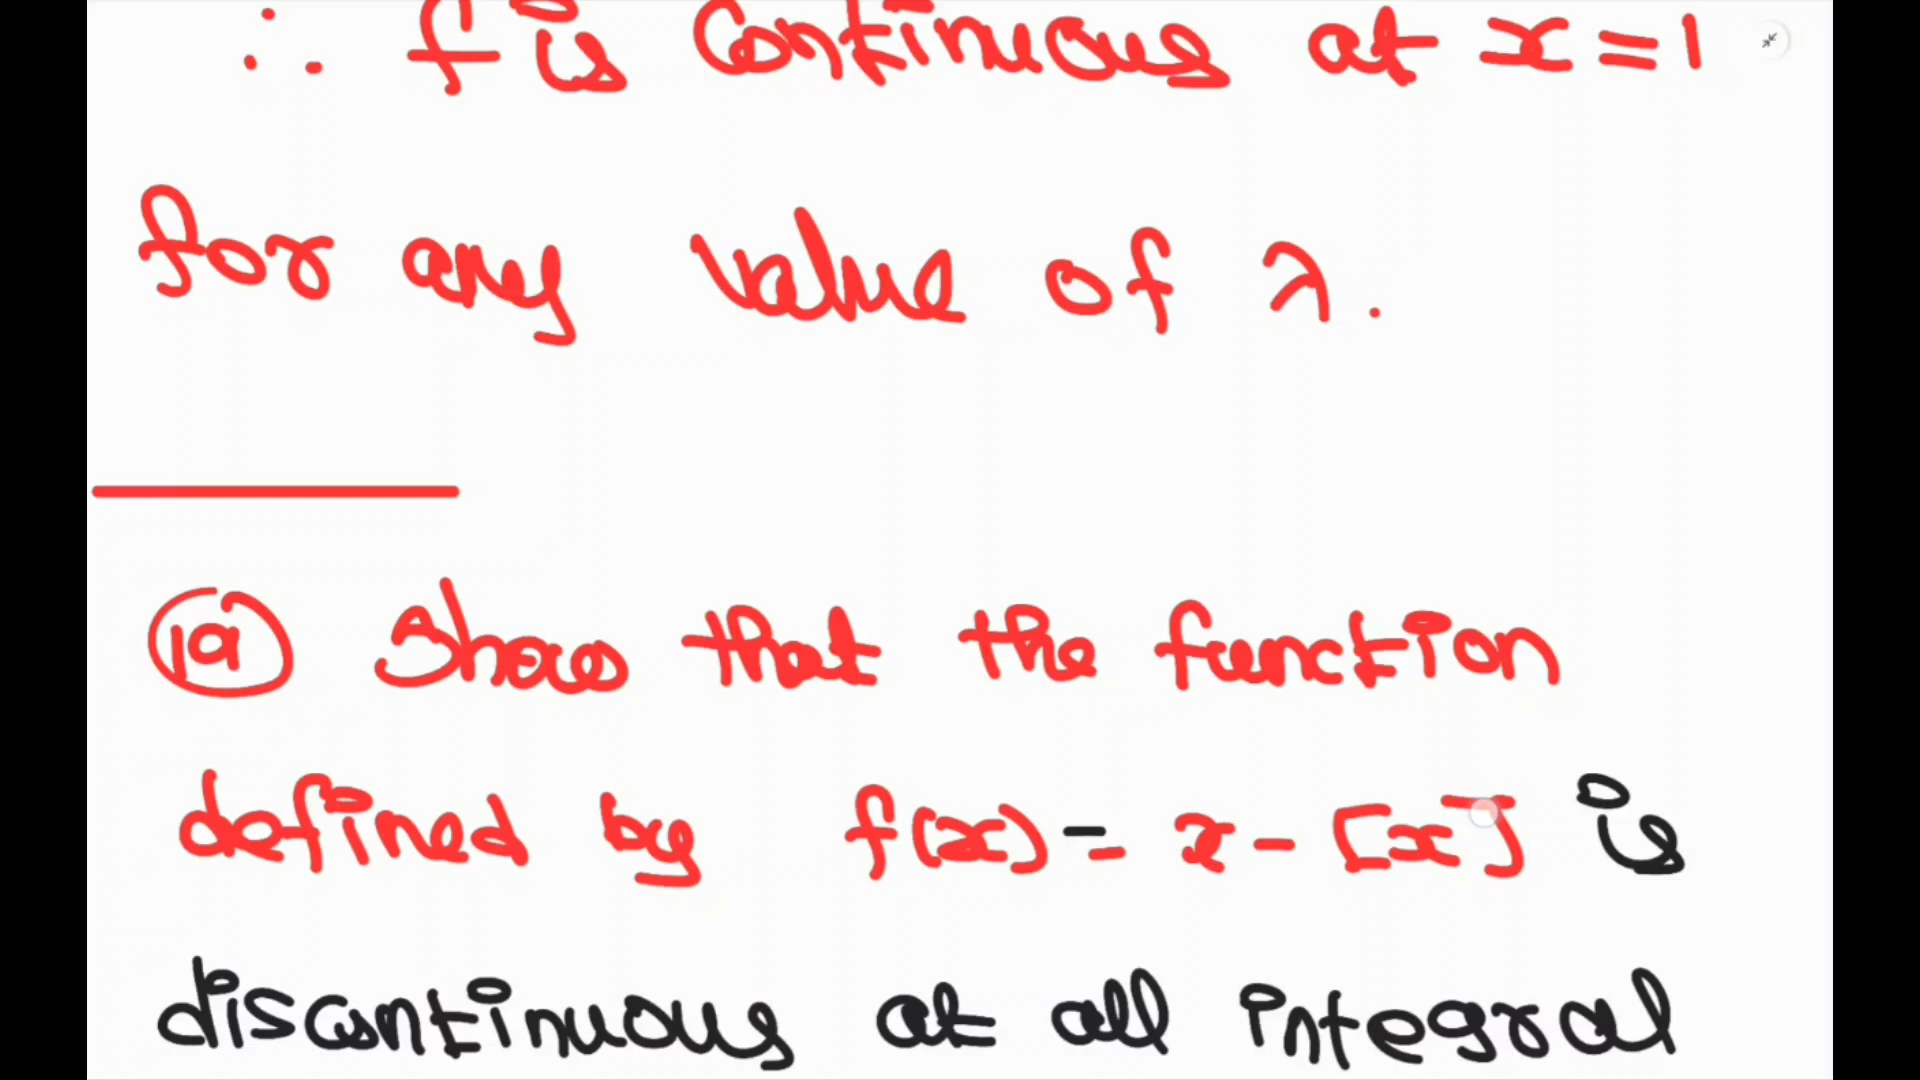 ∴ f is continuous at x=1
for any value of λ.
19 Show that the function
defined by f(x) = x - [x] is
discontinuous at all integral